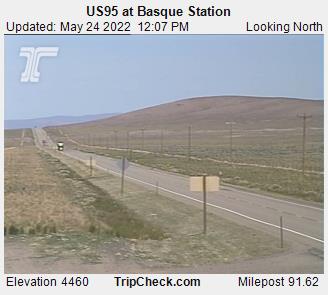 US95 at Basque Station
Updated: May 24 2022 12:07 PM Looking North
Elevation 4460 TripCheck.com Milepost 91.62